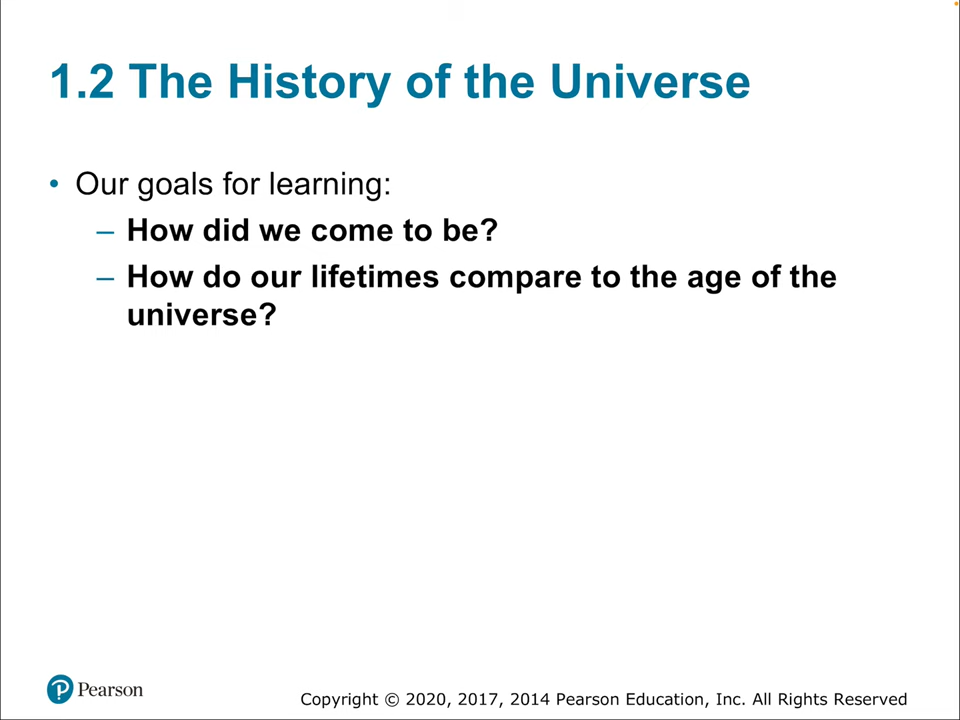 1.2 The History of the Universe
• Our goals for learning:
– How did we come to be?
– How do our lifetimes compare to the age of the
universe?
Pearson
Copyright © 2020, 2017, 2014 Pearson Education, Inc. All Rights Reserved